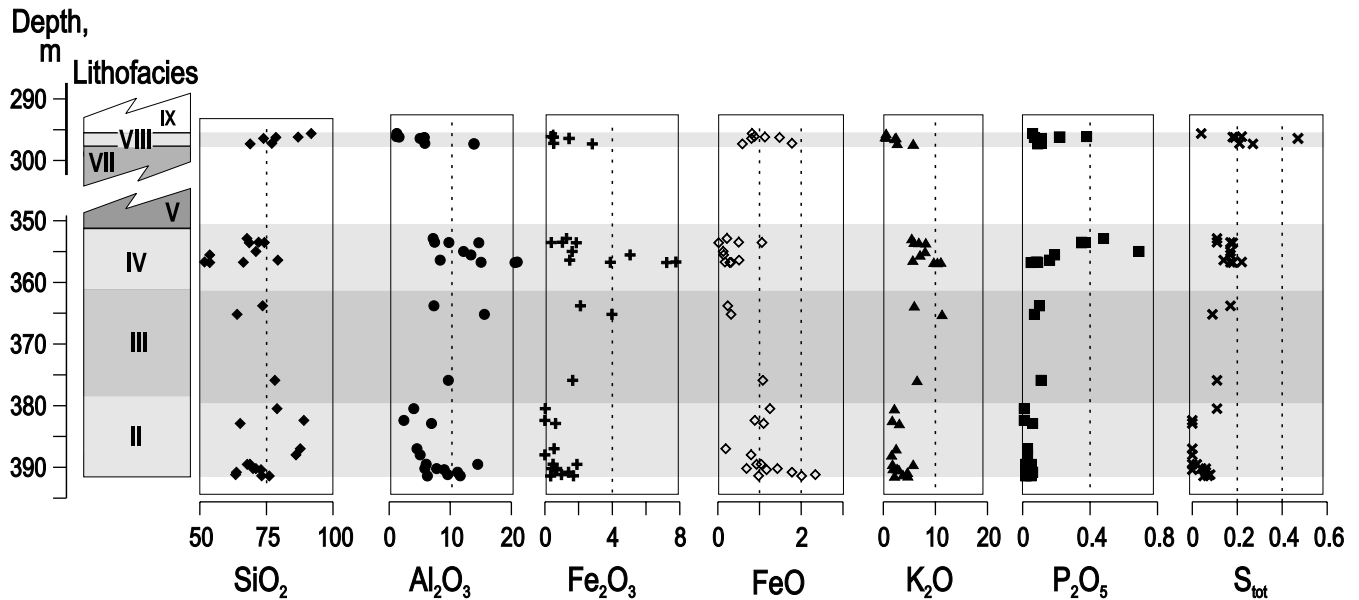 Depth,
m
Lithofacies
290
IX
VIII
300
VII
350
V
IV
360
III
370
380
II
390
50 75 100 0 10 20 0 4 8 0 2 0 10 20 0 0.4 0.8 0 0.2 0.4 0.6
SiO₂ Al₂O₃ Fe₂O₃ FeO K₂O P₂O₅ Sₜₒₜ